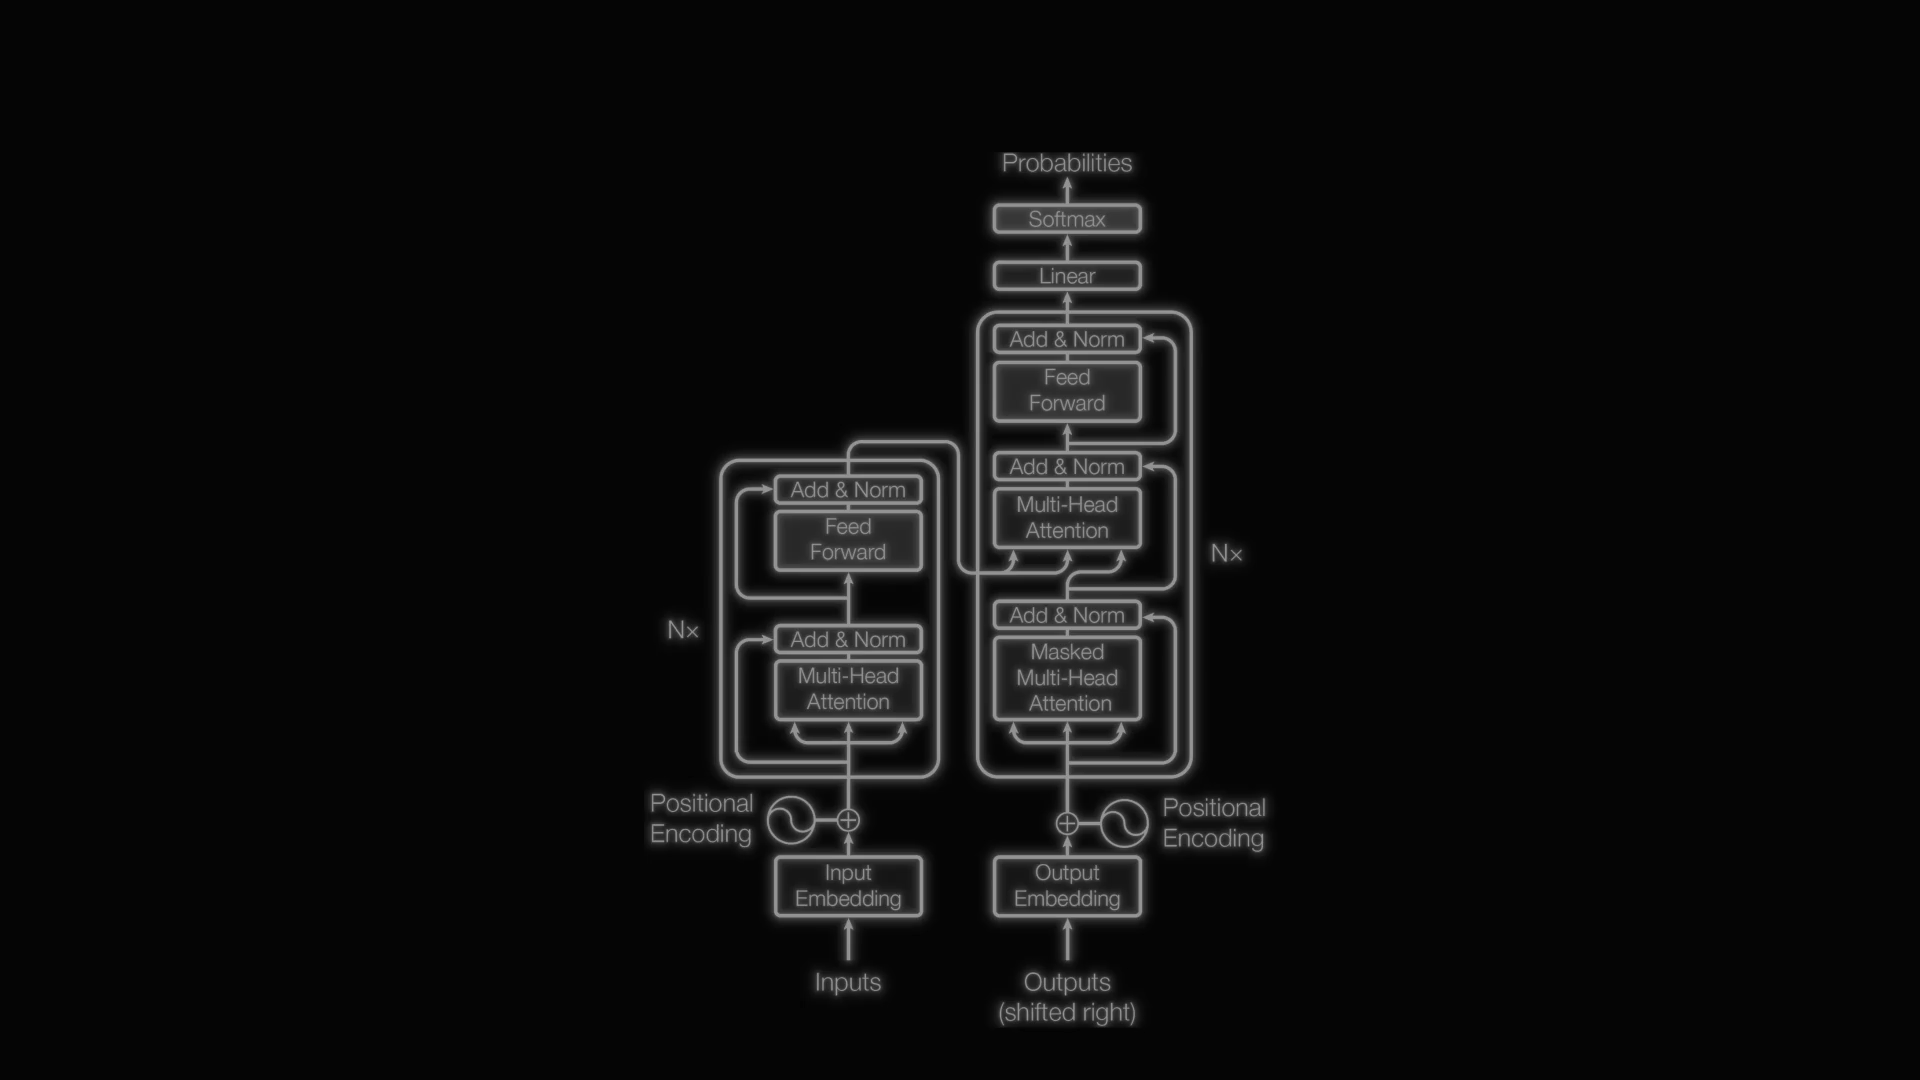 Probabilities
Softmax
Linear
Add & Norm
Feed
Forward
Add & Norm
Multi-Head
Attention
Nx
Add & Norm
Masked
Multi-Head
Attention
Add & Norm
Feed
Forward
Nx
Add & Norm
Multi-Head
Attention
Positional
Encoding
Positional
Encoding
Input
Embedding
Output
Embedding
Inputs
Outputs
(shifted right)